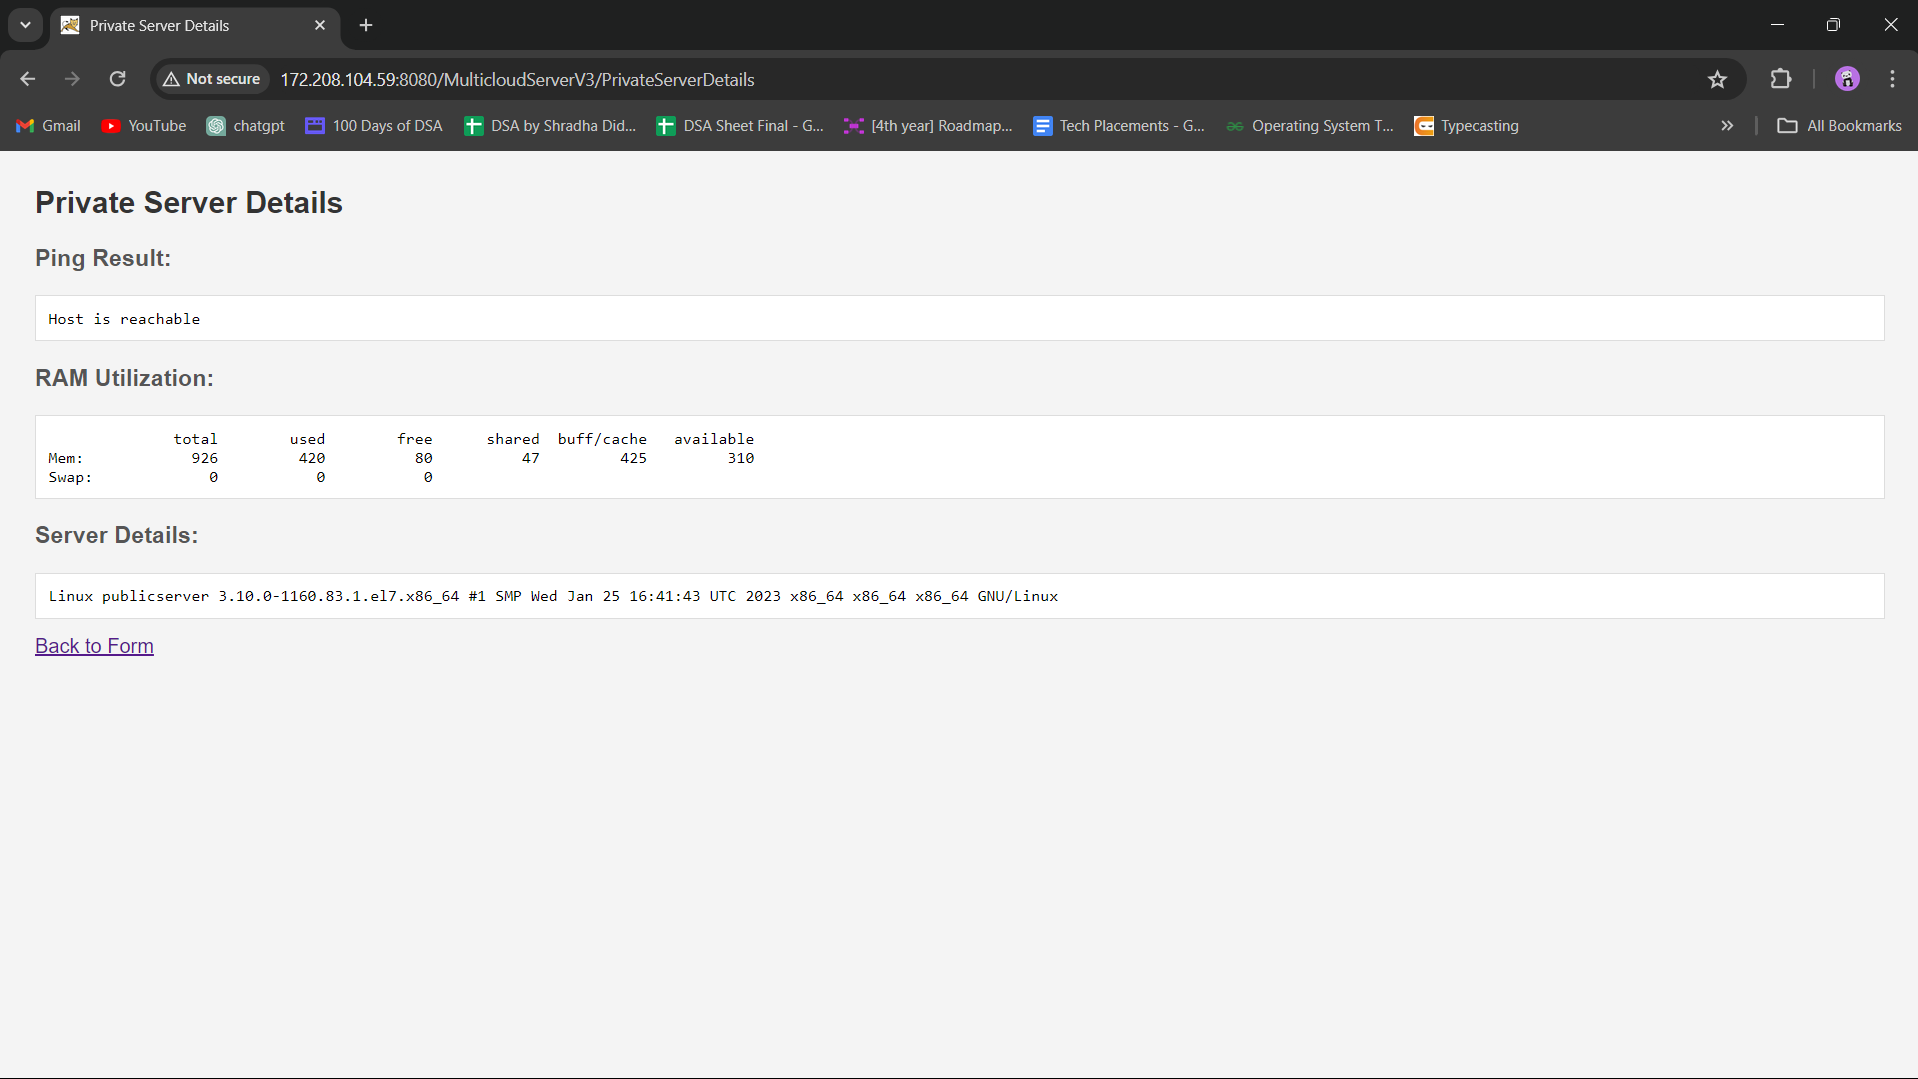 Private Server Details
Not secure 172.208.104.59:8080/MulticloudServerV3/PrivateServerDetails
Gmail YouTube chatgpt 100 Days of DSA DSA by Shradha Did... DSA Sheet Final - G... [4th year] Roadmap... Tech Placements - G... Operating System T... Typecasting » All Bookmarks
Private Server Details
Ping Result:
Host is reachable
RAM Utilization:
total used free shared buff/cache available
Mem: 926 420 80 47 425 310
Swap: 0 0 0
Server Details:
Linux publicserver 3.10.0-1160.83.1.el7.x86_64 #1 SMP Wed Jan 25 16:41:43 UTC 2023 x86_64 x86_64 x86_64 GNU/Linux
Back to Form